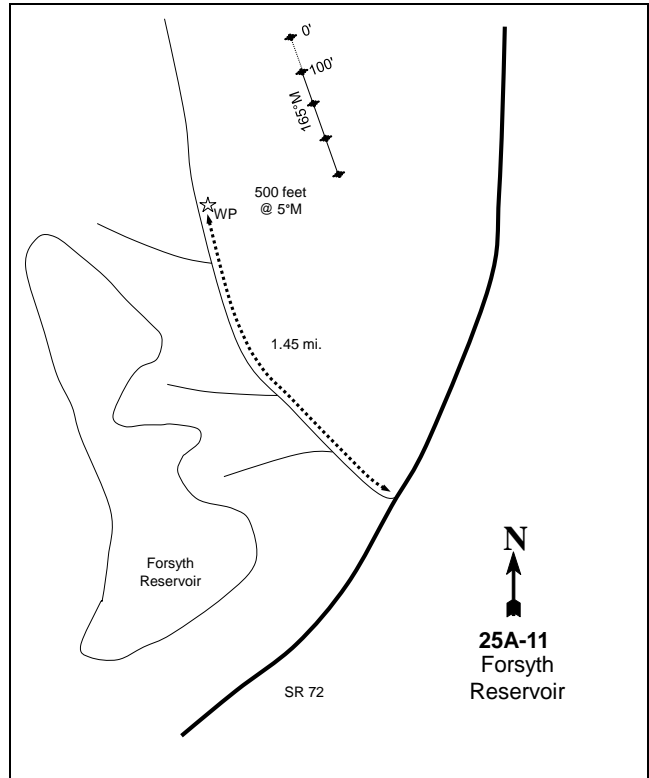 0'
100'
165°M
500 feet
@ 5°M
WP
1.45 mi.
Forsyth
Reservoir
SR 72
N
25A-11
Forsyth
Reservoir